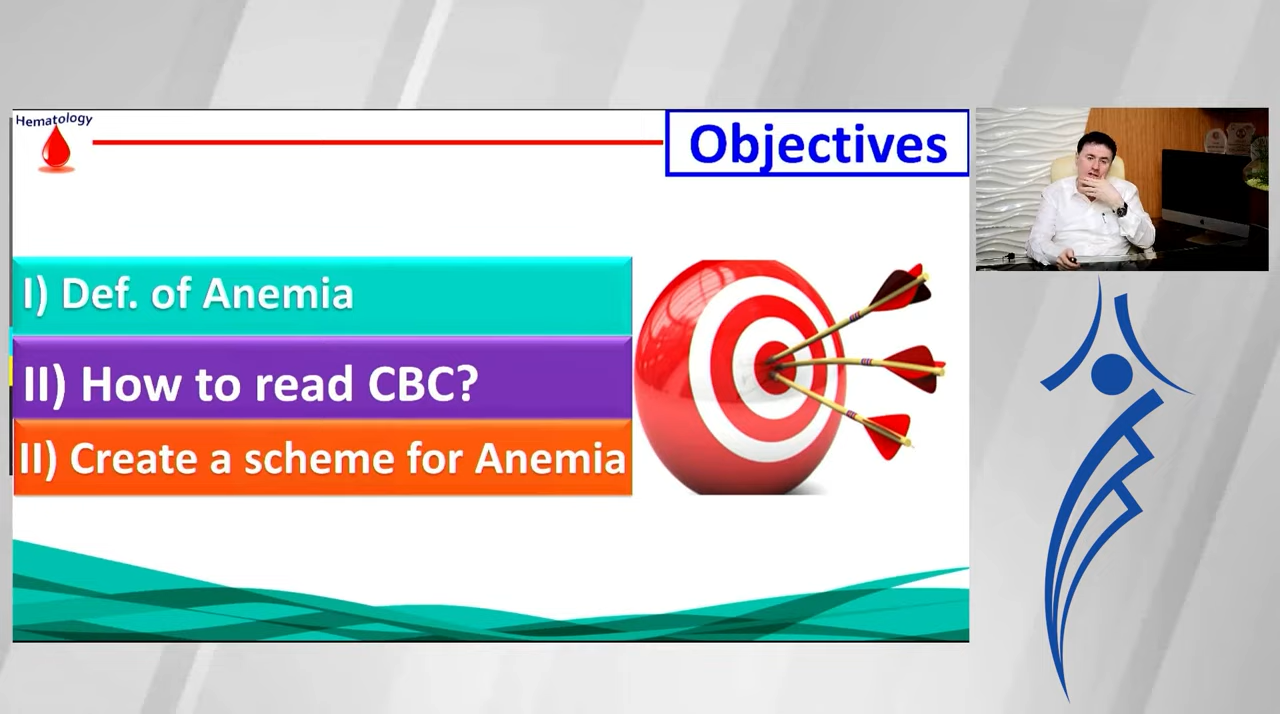 Hematology
Objectives
I) Def. of Anemia
II) How to read CBC?
II) Create a scheme for Anemia